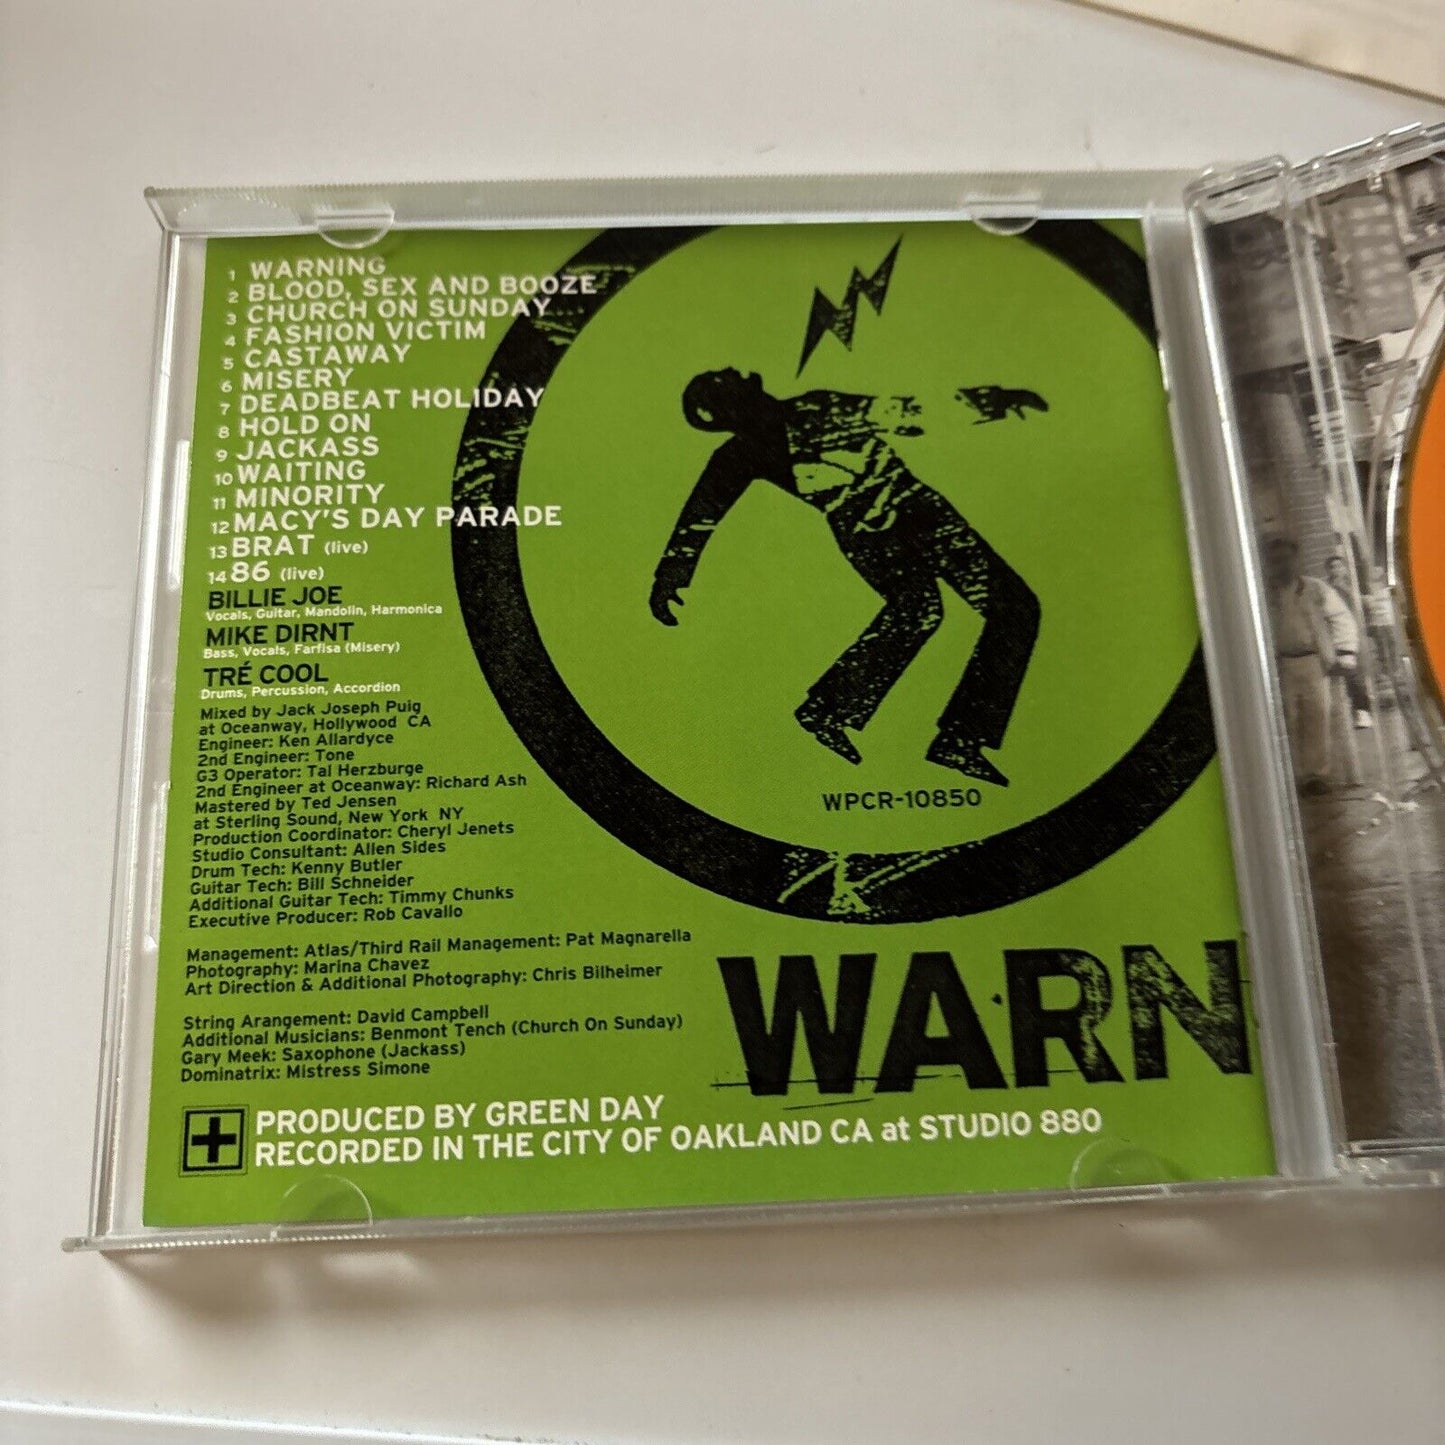 1 WARNING
2 BLOOD, SEX AND BOOZE
3 CHURCH ON SUNDAY
4 FASHION VICTIM
5 CASTAWAY
6 MISERY
7 DEADBEAT HOLIDAY
8 HOLD ON
9 JACKASS
10 WAITING
11 MINORITY
12 MACY'S DAY PARADE
13 BRAT (live)
14 86 (live)
BILLIE JOE
Vocals, Guitar, Mandolin, Harmonica
MIKE DIRNT
Bass, Vocals, Farfisa (Misery)
TRÉ COOL
Drums, Percussion, Accordion
Mixed by Jack Joseph Puig
at Oceanway, Hollywood CA
Engineer: Ken Allardyce
2nd Engineer: Tone
G3 Operator: Tal Herzburge
2nd Engineer at Oceanway: Richard Ash
Mastered by Ted Jensen
at Sterling Sound, New York NY
Production Coordinator: Cheryl Jenets
Studio Consultant: Allen Sides
Drum Tech: Kenny Butler
Guitar Tech: Bill Schneider
Additional Guitar Tech: Timmy Chunks
Executive Producer: Rob Cavallo
Management: Atlas/Third Rail Management: Pat Magnarella
Photography: Marina Chavez
Art Direction & Additional Photography: Chris Bilheimer
String Arangement: David Campbell
Additional Musicians: Benmont Tench (Church On Sunday)
Gary Meek: Saxophone (Jackass)
Dominatrix: Mistress Simone
PRODUCED BY GREEN DAY
RECORDED IN THE CITY OF OAKLAND CA at STUDIO 880
WPCR-10850
WARN